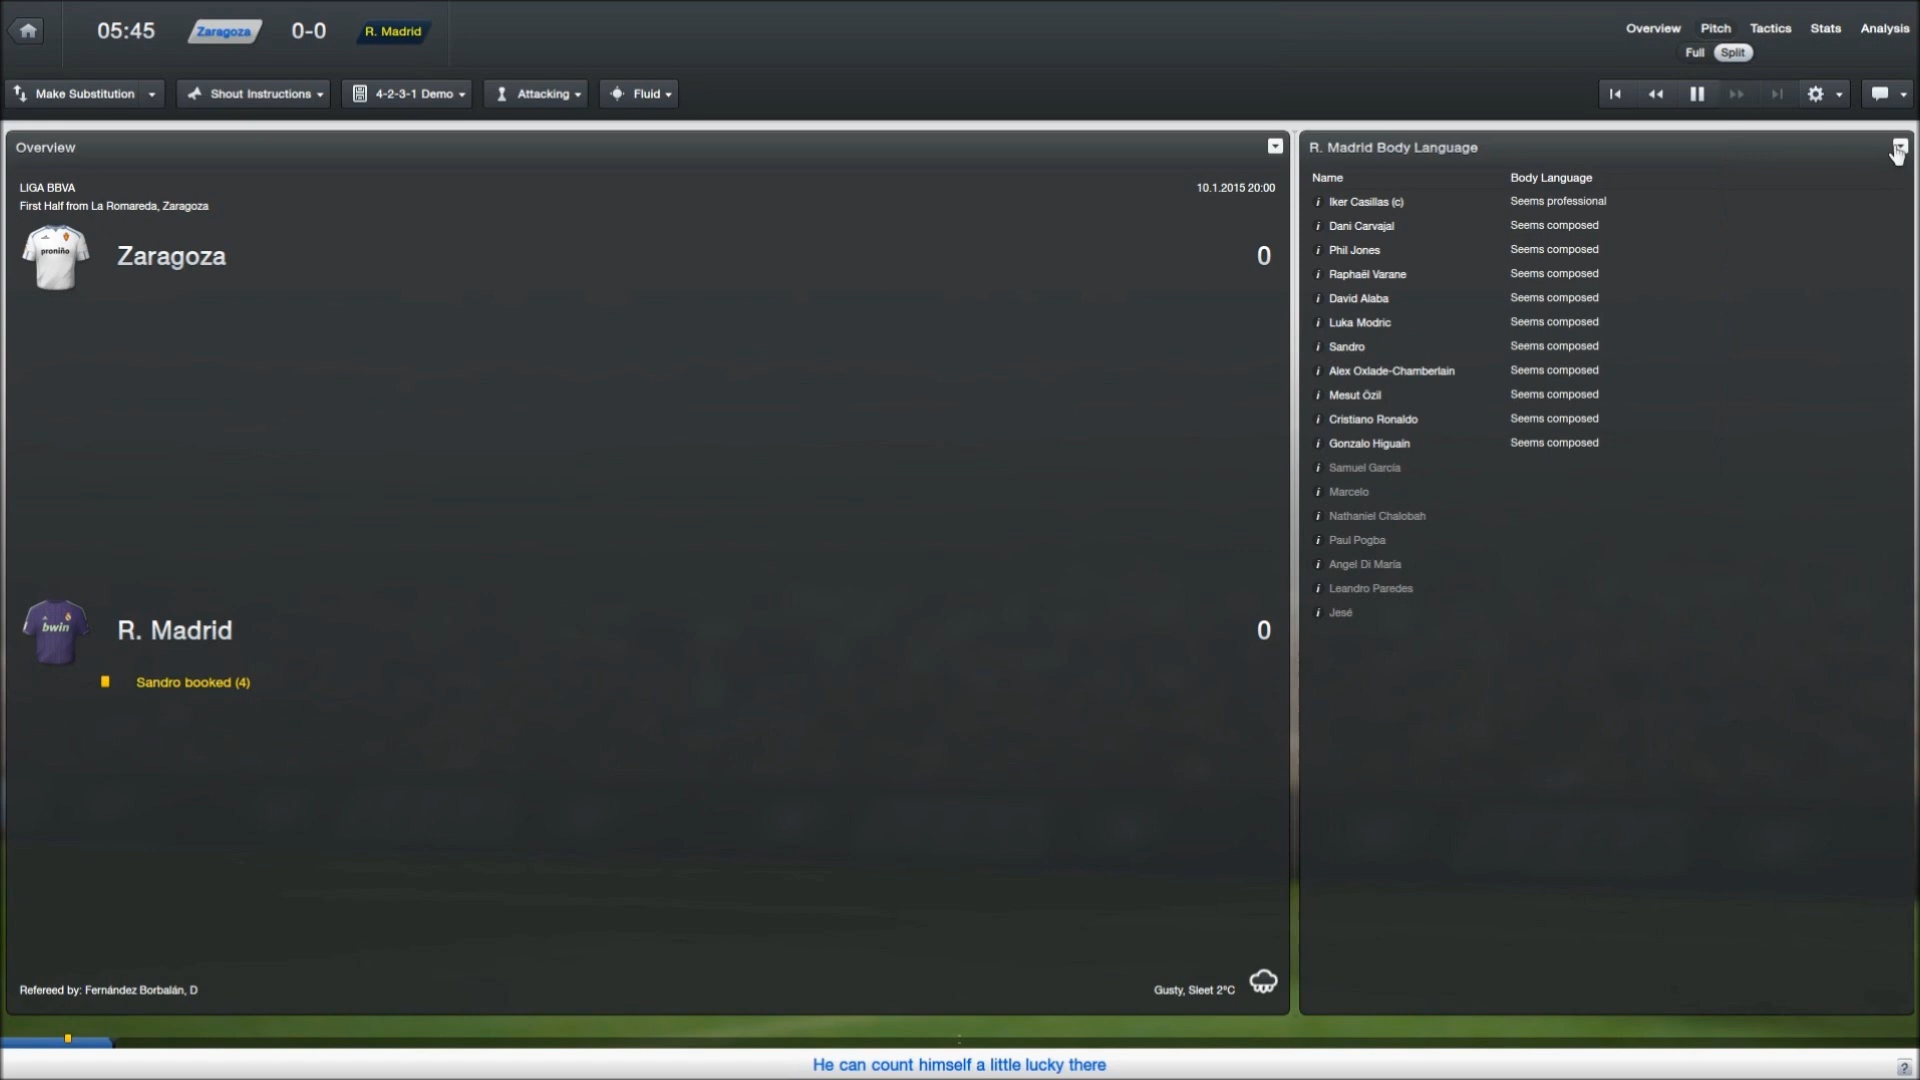 05:45 Zaragoza 0-0 R. Madrid
Overview Pitch Tactics Stats Analysis
Full Split
Make Substitution Shout Instructions 4-2-3-1 Demo Attacking Fluid
Overview
LIGA BBVA 10.1.2015 20:00
First Half from La Romareda, Zaragoza
proniño
Zaragoza 0
bwin
R. Madrid 0
Sandro booked (4)
Refereed by: Fernández Borbalán, D
Gusty, Sleet 2°C
R. Madrid Body Language
Name Body Language
i Iker Casillas (c) Seems professional
i Dani Carvajal Seems composed
i Phil Jones Seems composed
i Raphaël Varane Seems composed
i David Alaba Seems composed
i Luka Modric Seems composed
i Sandro Seems composed
i Alex Oxlade-Chamberlain Seems composed
i Mesut Özil Seems composed
i Cristiano Ronaldo Seems composed
i Gonzalo Higuaín Seems composed
i Samuel García
i Marcelo
i Nathaniel Chalobah
i Paul Pogba
i Angel Di María
i Leandro Paredes
i Jesé
He can count himself a little lucky there
?